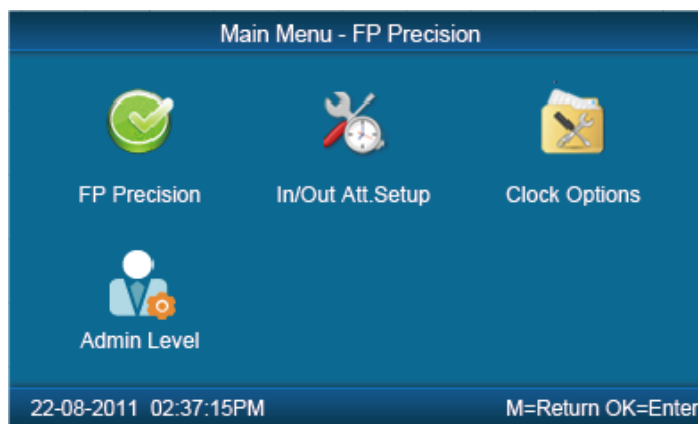 Main Menu - FP Precision
FP Precision In/Out Att.Setup Clock Options
Admin Level
22-08-2011 02:37:15PM M=Return OK=Enter